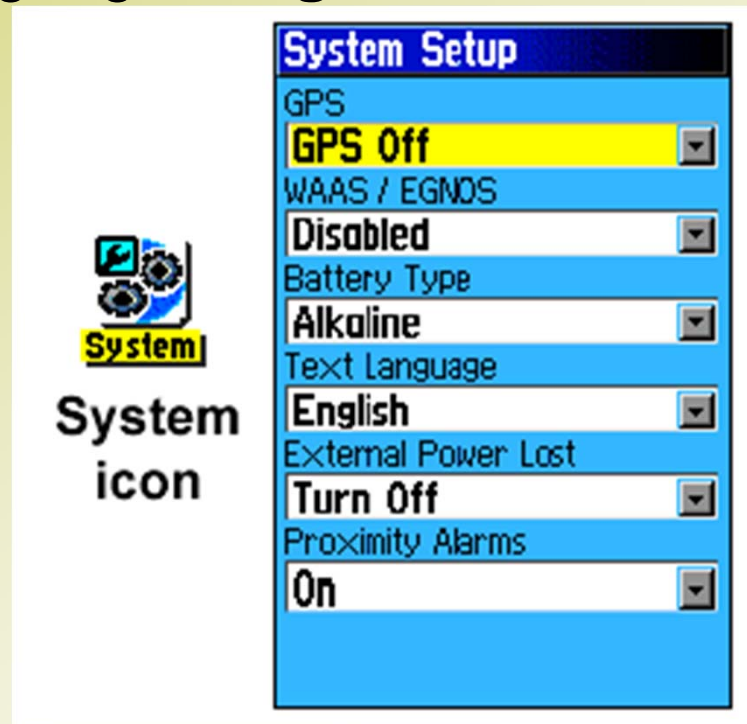 System Setup
GPS
GPS Off
WAAS / EGNOS
Disabled
Battery Type
Alkaline
Text Language
English
External Power Lost
Turn Off
Proximity Alarms
On
System
System
icon